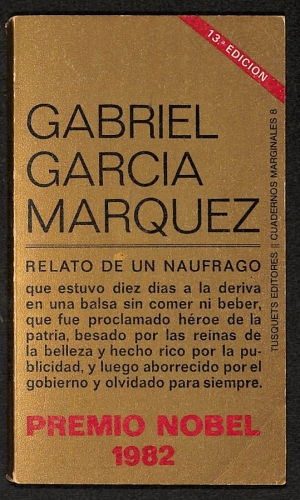 13.ª EDICION
GABRIEL
GARCIA
MARQUEZ
RELATO DE UN NAUFRAGO
que estuvo diez días a la deriva
en una balsa sin comer ni beber,
que fue proclamado héroe de la
patria, besado por las reinas de
la belleza y hecho rico por la pu-
blicidad, y luego aborrecido por el
gobierno y olvidado para siempre.
PREMIO NOBEL
1982
TUSQUETS EDITORES || CUADERNOS MARGINALES 8